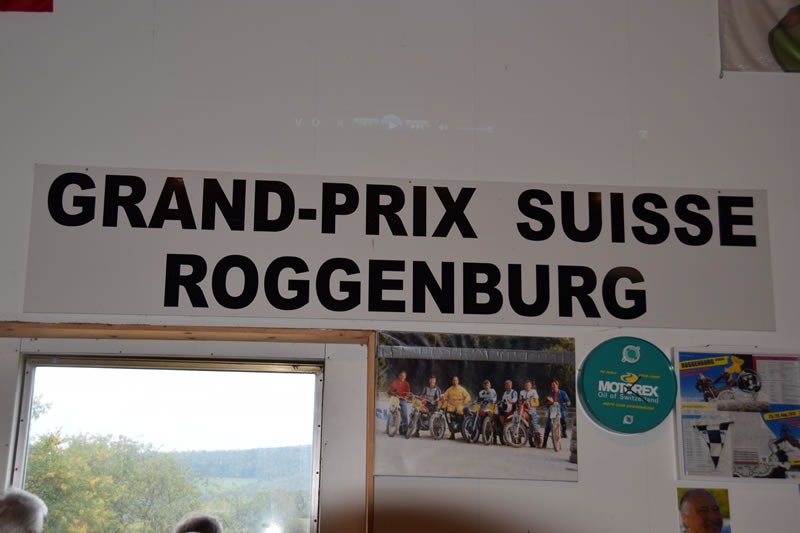 GRAND-PRIX SUISSE
ROGGENBURG
MOTOREX
Oil of Switzerland
ROGGENBURG